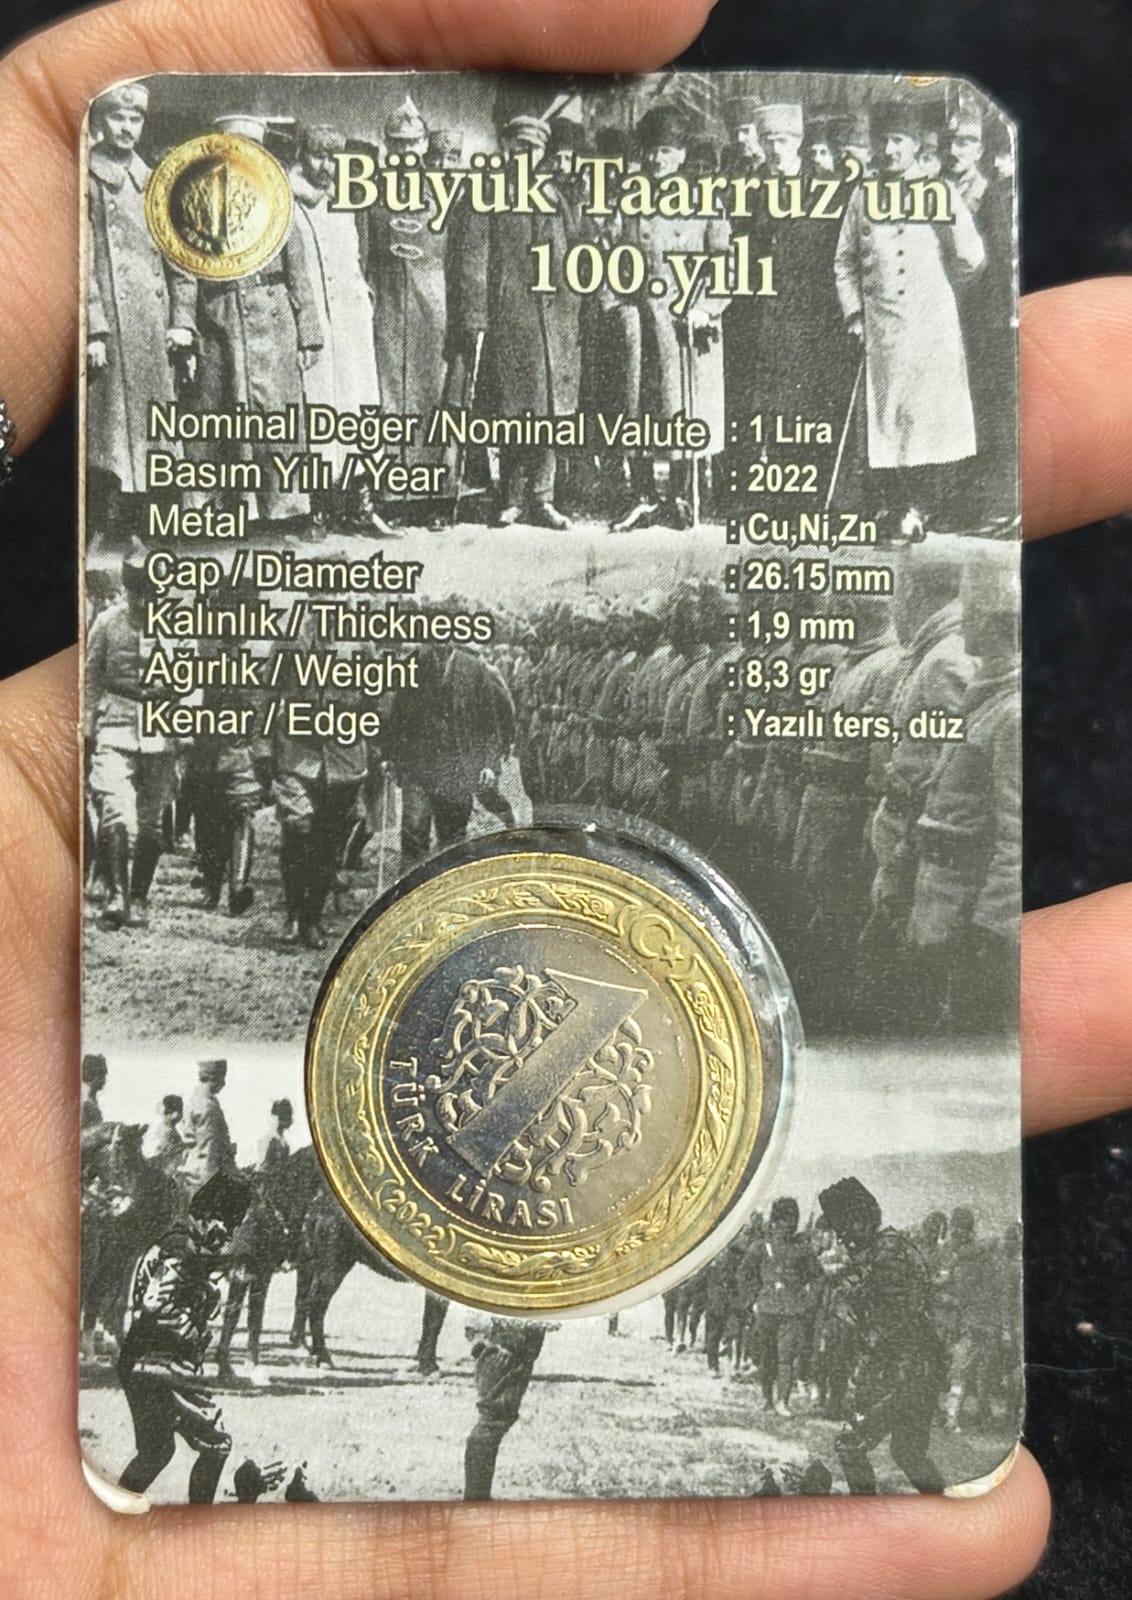 Büyük Taarruz'un
100.yılı
Nominal Değer /Nominal Valute : 1 Lira
Basım Yılı / Year : 2022
Metal : Cu,Ni,Zn
Çap / Diameter : 26.15 mm
Kalınlık / Thickness : 1,9 mm
Ağırlık / Weight : 8,3 gr
Kenar / Edge : Yazılı ters, düz
1
TÜRK LİRASI
2022